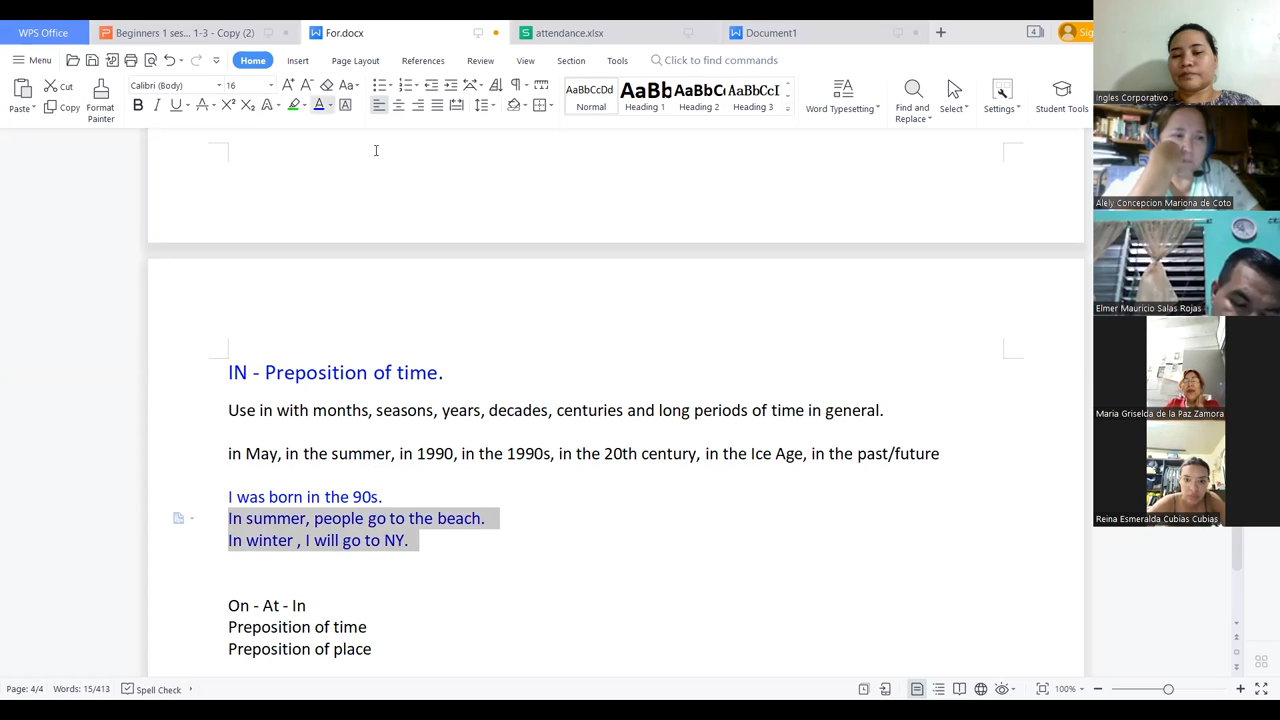 WPS Office
Beginners 1 ses... 1-3 - Copy (2)
For.docx
attendance.xlsx
Document1
Menu
Home
Insert
Page Layout
References
Review
View
Section
Tools
Click to find commands
Paste
Cut
Copy
Format
Painter
Calibri (Body)
16
AaBbCcDd
Normal
AaBb
Heading 1
AaBbC
Heading 2
AaBbCcI
Heading 3
Word Typesetting
Find and
Replace
Select
Settings
Student Tools
Ingles Corporativo
Alely Concepcion Mariona de Coto
Elmer Mauricio Salas Rojas
Maria Griselda de la Paz Zamora
Reina Esmeralda Cubias Cubias
IN - Preposition of time.
Use in with months, seasons, years, decades, centuries and long periods of time in general.
in May, in the summer, in 1990, in the 1990s, in the 20th century, in the Ice Age, in the past/future
I was born in the 90s.
In summer, people go to the beach.
In winter , I will go to NY.
On - At - In
Preposition of time
Preposition of place
Page: 4/4 Words: 15/413 Spell Check
100%